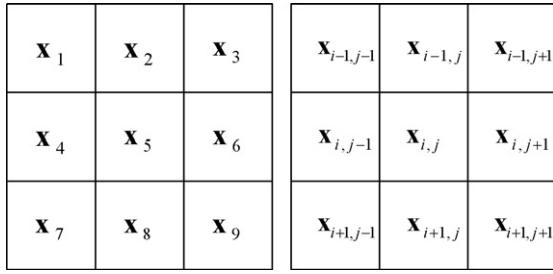 x₁ x₂ x₃ xᵢ₋₁,ⱼ₋₁ xᵢ₋₁,ⱼ xᵢ₋₁,ⱼ₊₁
x₄ x₅ x₆ xᵢ,ⱼ₋₁ xᵢ,ⱼ xᵢ,ⱼ₊₁
x₇ x₈ x₉ xᵢ₊₁,ⱼ₋₁ xᵢ₊₁,ⱼ xᵢ₊₁,ⱼ₊₁